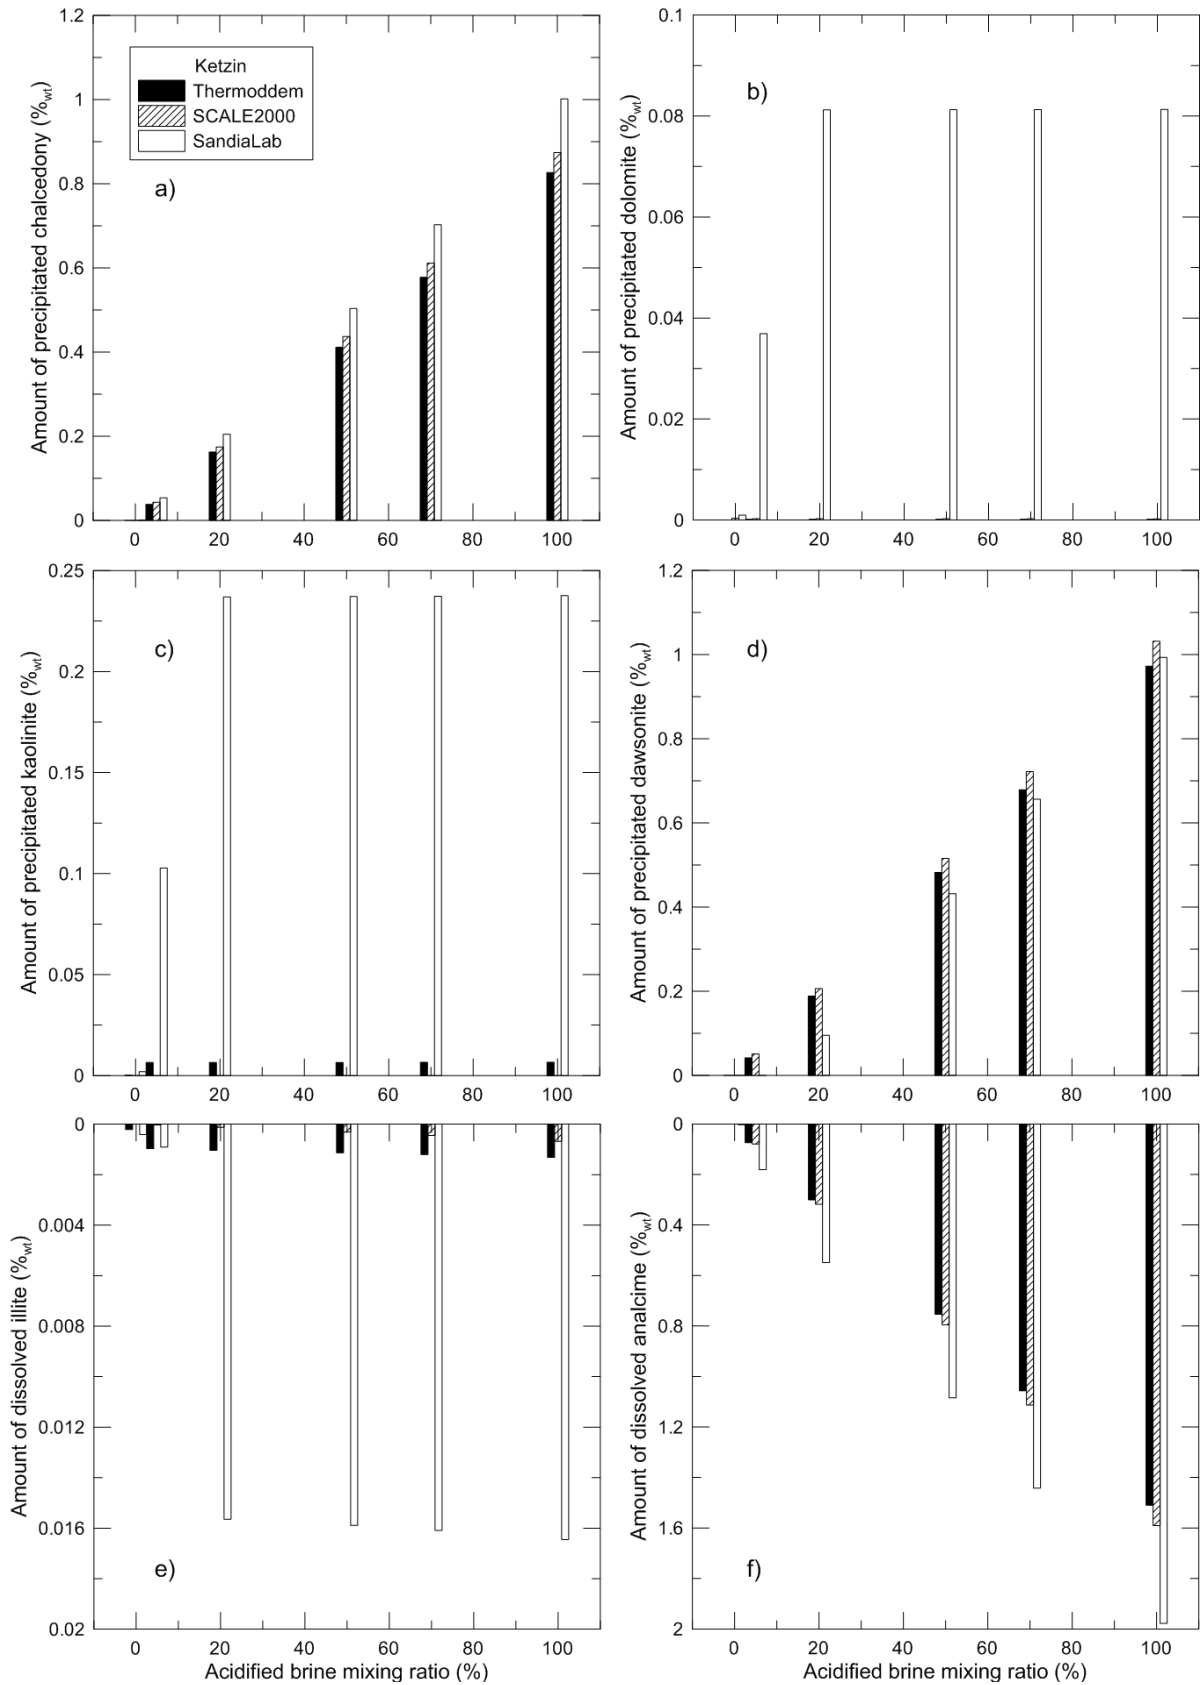 1.2
1
0.8
0.6
0.4
0.2
0
Amount of precipitated chalcedony (%wt)
Ketzin
Thermoddem
SCALE2000
SandiaLab
a)
0 20 40 60 80 100
0.1
0.08
0.06
0.04
0.02
0
Amount of precipitated dolomite (%wt)
b)
0 20 40 60 80 100
0.25
0.2
0.15
0.1
0.05
0
Amount of precipitated kaolinite (%wt)
c)
0 20 40 60 80 100
1.2
1
0.8
0.6
0.4
0.2
0
Amount of precipitated dawsonite (%wt)
d)
0 20 40 60 80 100
0
0.004
0.008
0.012
0.016
0.02
Amount of dissolved illite (%wt)
e)
0 20 40 60 80 100
Acidified brine mixing ratio (%)
0
0.4
0.8
1.2
1.6
2
Amount of dissolved analcime (%wt)
f)
0 20 40 60 80 100
Acidified brine mixing ratio (%)